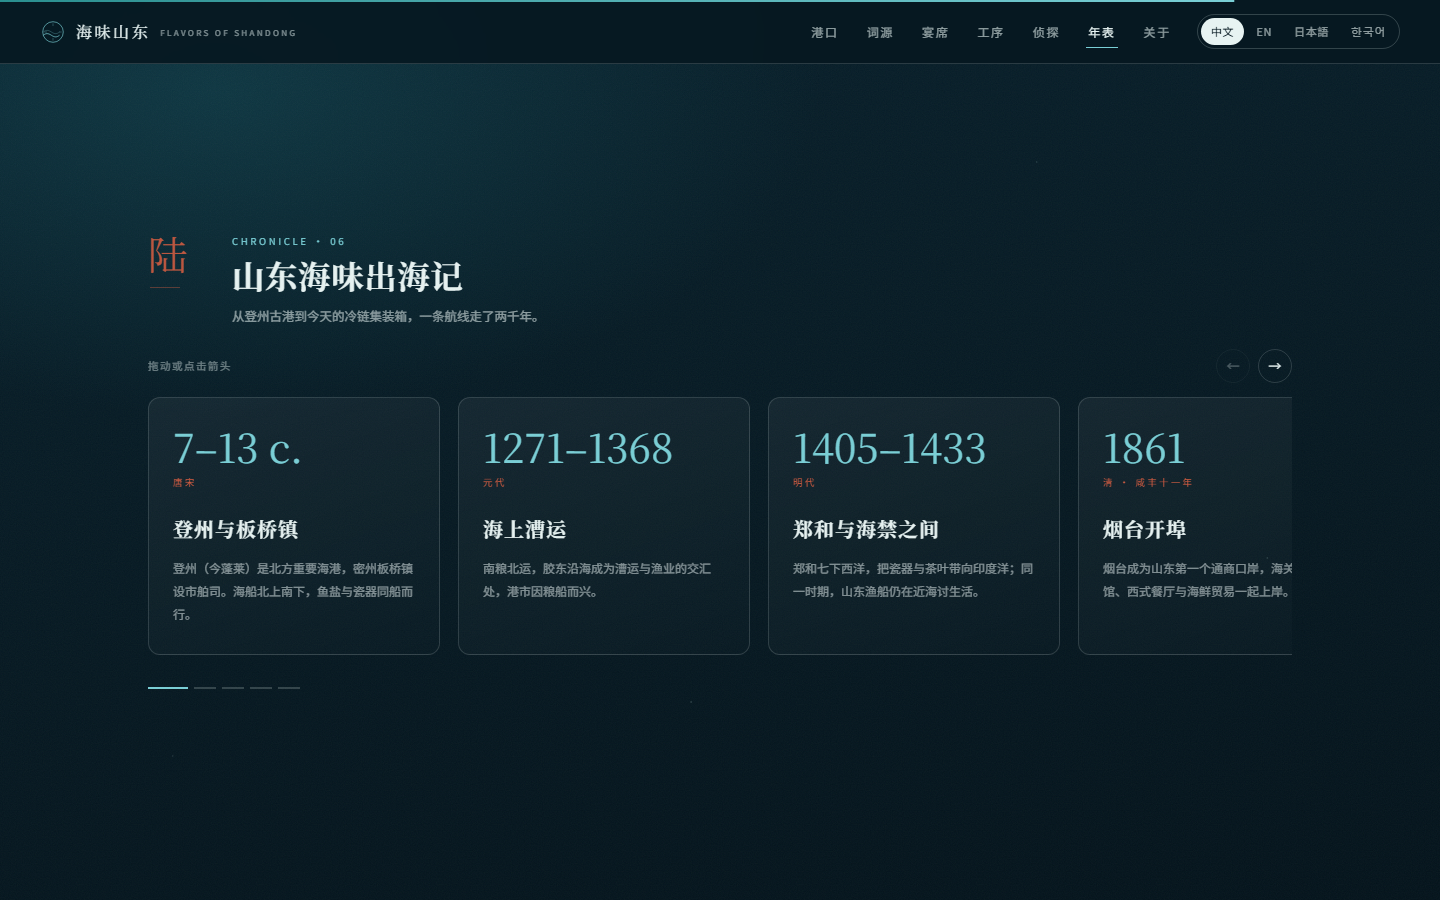 海味山东 FLAVORS OF SHANDONG
港口 词源 宴席 工序 侦探 年表 关于 中文 EN 日本語 한국어
陆
CHRONICLE · 06
山东海味出海记
从登州古港到今天的冷链集装箱，一条航线走了两千年。
拖动或点击箭头
← →
7–13 c.
唐宋
登州与板桥镇
登州（今蓬莱）是北方重要海港，密州板桥镇
设市舶司。海船北上南下，鱼盐与瓷器同船而
行。
1271–1368
元代
海上漕运
南粮北运，胶东沿海成为漕运与渔业的交汇
处，港市因粮船而兴。
1405–1433
明代
郑和与海禁之间
郑和七下西洋，把瓷器与茶叶带向印度洋；同
一时期，山东渔船仍在近海讨生活。
1861
清 · 咸丰十一年
烟台开埠
烟台成为山东第一个通商口岸，海关
馆、西式餐厅与海鲜贸易一起上岸。